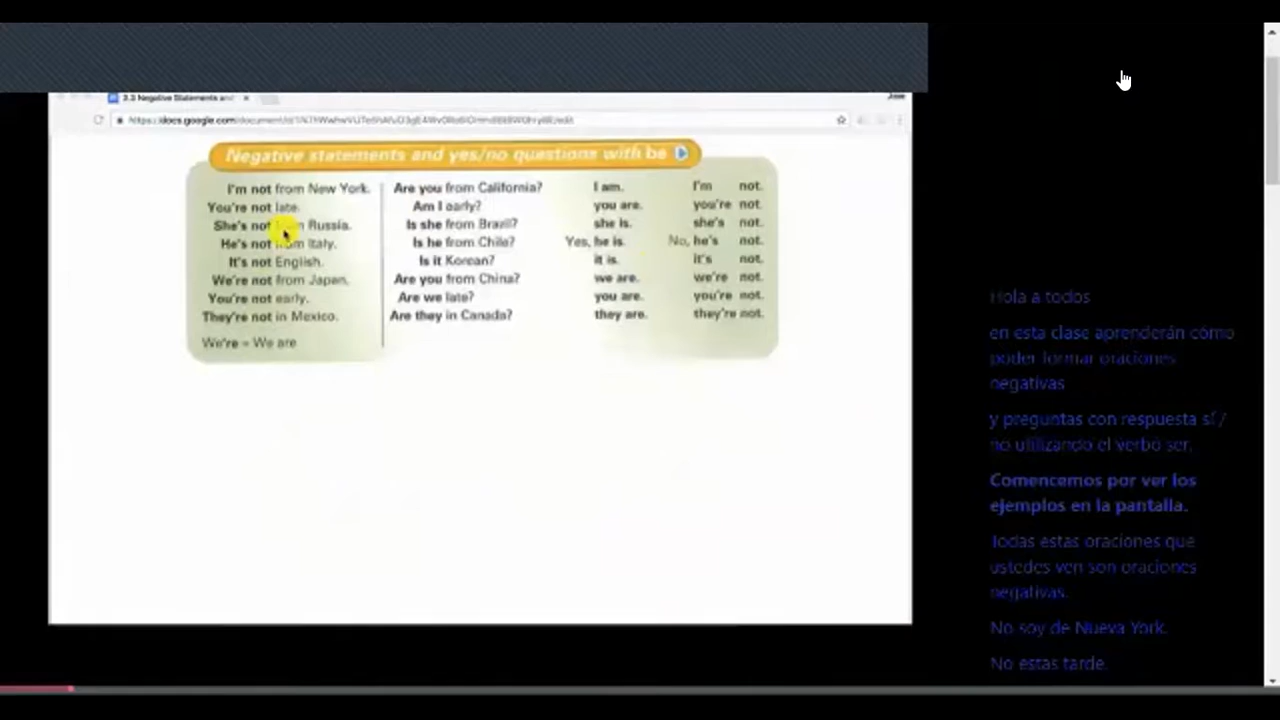 3.3 Negative Statements and
Negative statements and yes/no questions with be
I'm not from New York.
You're not late.
She's not from Russia.
He's not from Italy.
It's not English.
We're not from Japan.
You're not early.
They're not in Mexico.
We're = We are
Are you from California?
Am I early?
Is she from Brazil?
Is he from Chile?
Is it Korean?
Are you from China?
Are we late?
Are they in Canada?
Yes,
I am.
you are.
she is.
he is.
it is.
we are.
you are.
they are.
No,
I'm not.
you're not.
she's not.
he's not.
it's not.
we're not.
you're not.
they're not.
Hola a todos
en esta clase aprenderán cómo
poder formar oraciones
negativas
y preguntas con respuesta sí /
no utilizando el verbo ser.
Comencemos por ver los
ejemplos en la pantalla.
Todas estas oraciones que
ustedes ven son oraciones
negativas.
No soy de Nueva York.
No estas tarde.